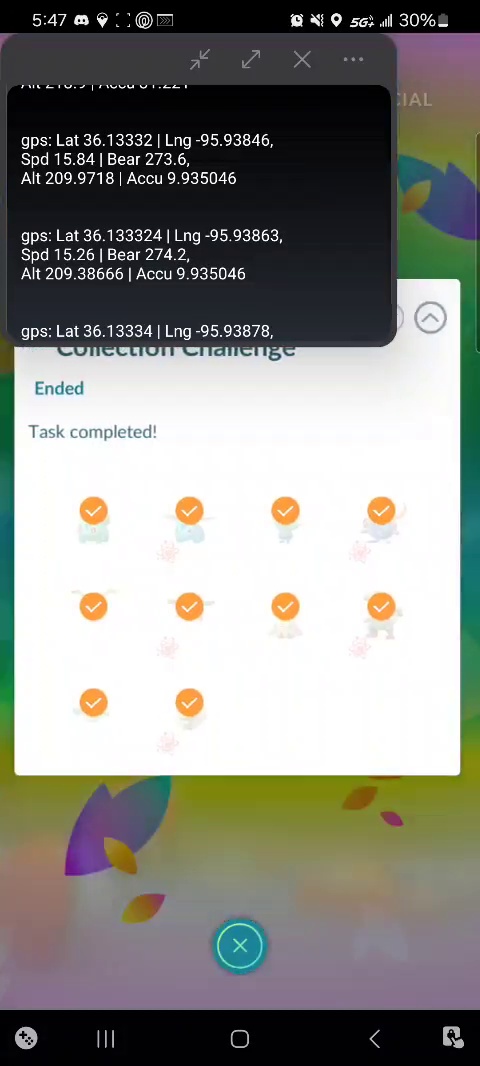 5:47
5G
30%
Alt 218.9 | Accu 61.221
CIAL
gps: Lat 36.13332 | Lng -95.93846,
Spd 15.84 | Bear 273.6,
Alt 209.9718 | Accu 9.935046
gps: Lat 36.133324 | Lng -95.93863,
Spd 15.26 | Bear 274.2,
Alt 209.38666 | Accu 9.935046
gps: Lat 36.13334 | Lng -95.93878,
Collection Challenge
Ended
Task completed!